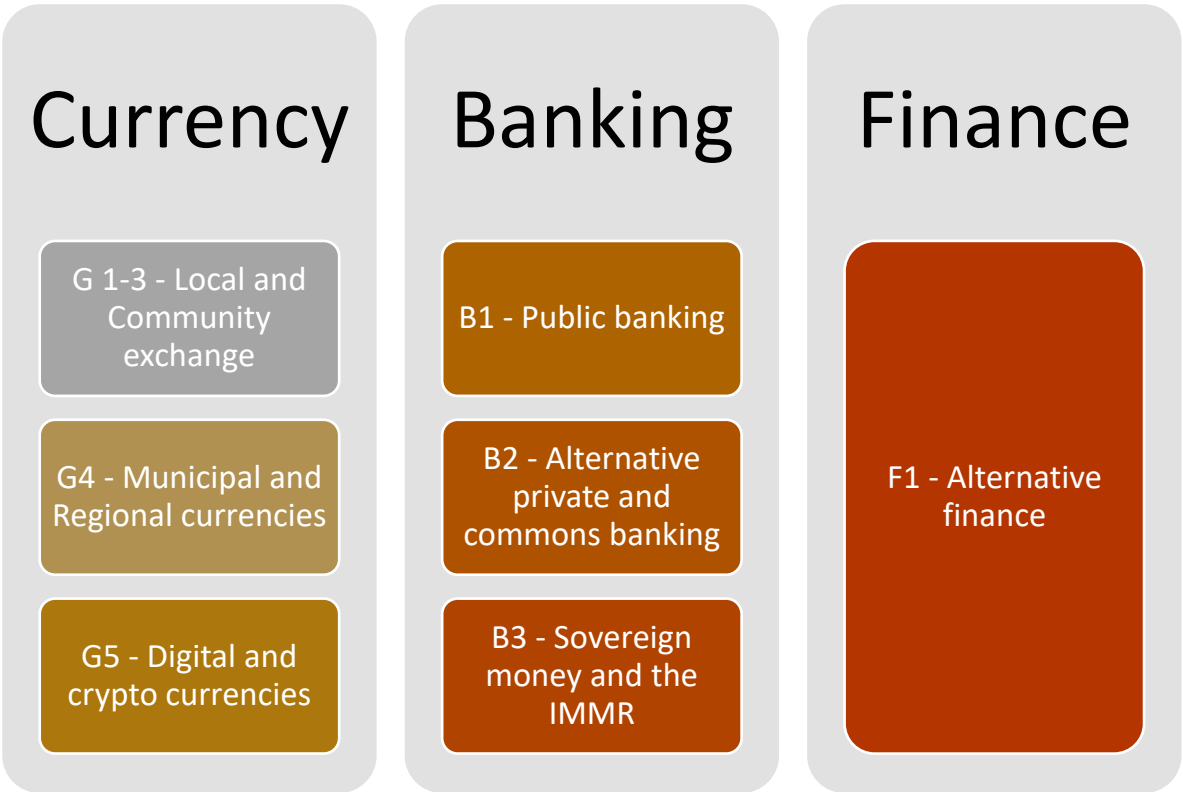 Currency
G 1-3 - Local and
Community
exchange
G4 - Municipal and
Regional currencies
G5 - Digital and
crypto currencies
Banking
B1 - Public banking
B2 - Alternative
private and
commons banking
B3 - Sovereign
money and the
IMMR
Finance
F1 - Alternative
finance